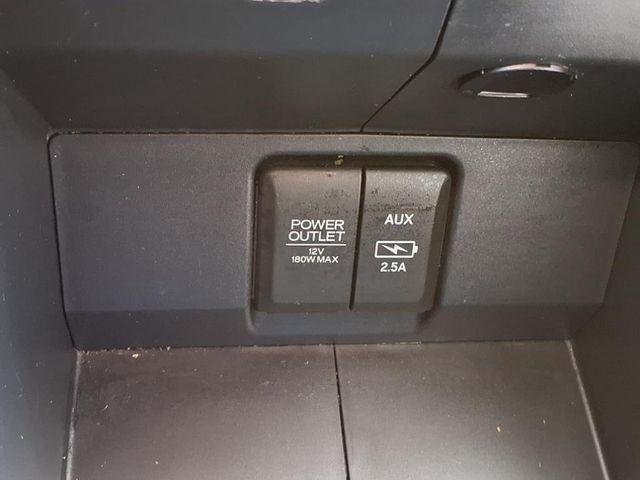 POWER
OUTLET
12V
180W MAX
AUX
2.5A